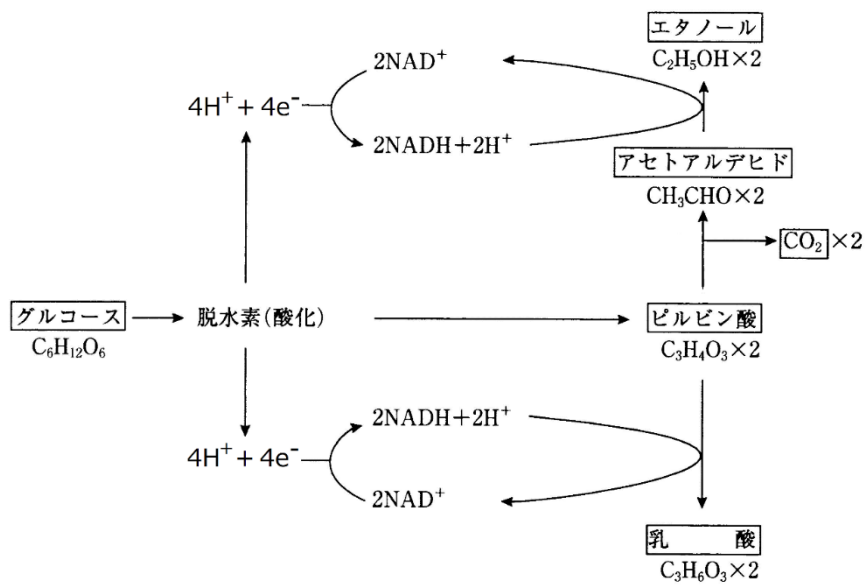 エタノール
C₂H₅OH×2
2NAD⁺
4H⁺+4e⁻
2NADH+2H⁺
アセトアルデヒド
CH₃CHO×2
CO₂×2
グルコース
C₆H₁₂O₆
脱水素(酸化)
ピルビン酸
C₃H₄O₃×2
2NADH+2H⁺
4H⁺+4e⁻
2NAD⁺
乳酸
C₃H₆O₃×2